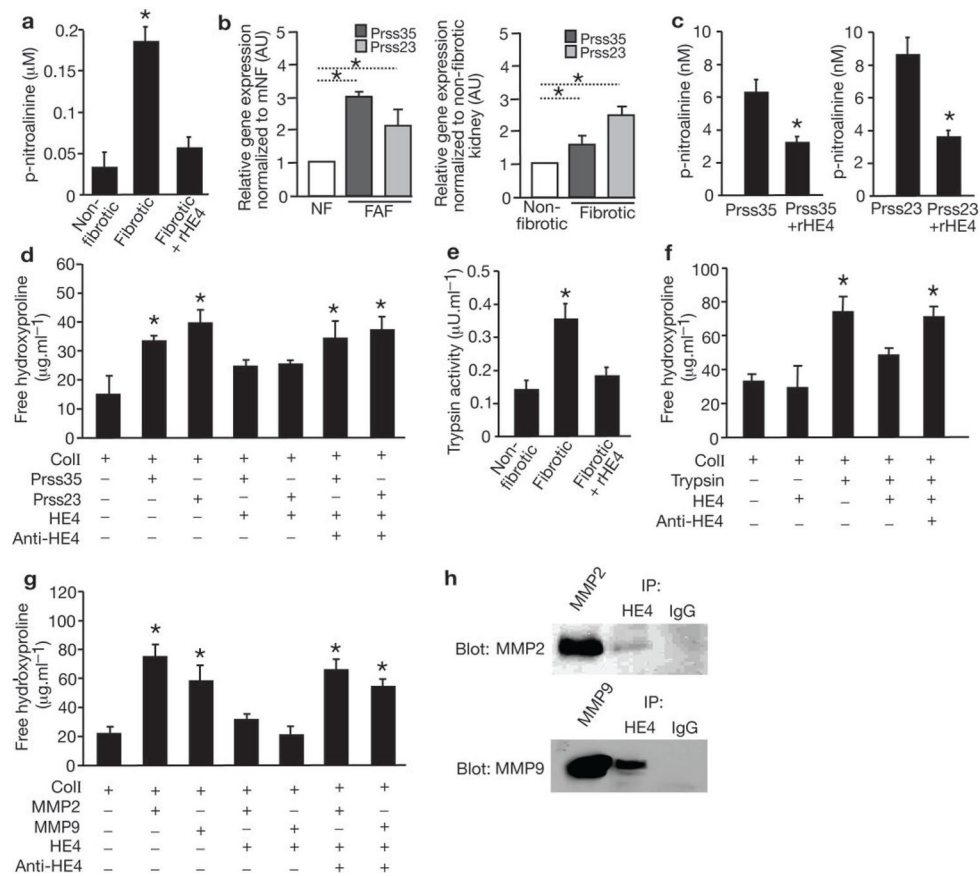 a
p-nitroalinine (μM)
0.2
0.15
0.1
0.05
0
*
Non-
fibrotic
Fibrotic
Fibrotic
+ rHE4
b
Relative gene expression
normalized to mNF (AU)
5
4
3
2
1
0
Prss35
Prss23
*
*
NF
FAF
Relative gene expression
normalized to non-fibrotic
kidney (AU)
5
4
3
2
1
0
Prss35
Prss23
*
*
Non-
fibrotic
Fibrotic
c
p-nitroalinine (nM)
10
8
6
4
2
0
*
Prss35
Prss35
+rHE4
p-nitroalinine (nM)
10
8
6
4
2
0
*
Prss23
Prss23
+rHE4
d
Free hydroxyproline
(μg.ml−1)
60
50
40
30
20
10
0
* * * *
ColI + + + + + + +
Prss35 – + – + – + –
Prss23 – – + – + – +
HE4 – – – + + + +
Anti-HE4 – – – – – + +
e
Trypsin activity (μU.ml−1)
0.5
0.4
0.3
0.2
0.1
0
*
Non-
fibrotic
Fibrotic
Fibrotic
+ rHE4
f
Free hydroxyproline
(μg.ml−1)
100
80
60
40
20
0
* *
ColI + + + + +
Trypsin – – + + +
HE4 – + – + +
Anti-HE4 – – – – +
g
Free hydroxyproline
(μg.ml−1)
120
100
80
60
40
20
0
* * * *
ColI + + + + + + +
MMP2 – + – + – + –
MMP9 – – + – + – +
HE4 – – – + + + +
Anti-HE4 – – – – – + +
h
MMP2
IP:
HE4 IgG
Blot: MMP2
MMP9
IP:
HE4 IgG
Blot: MMP9